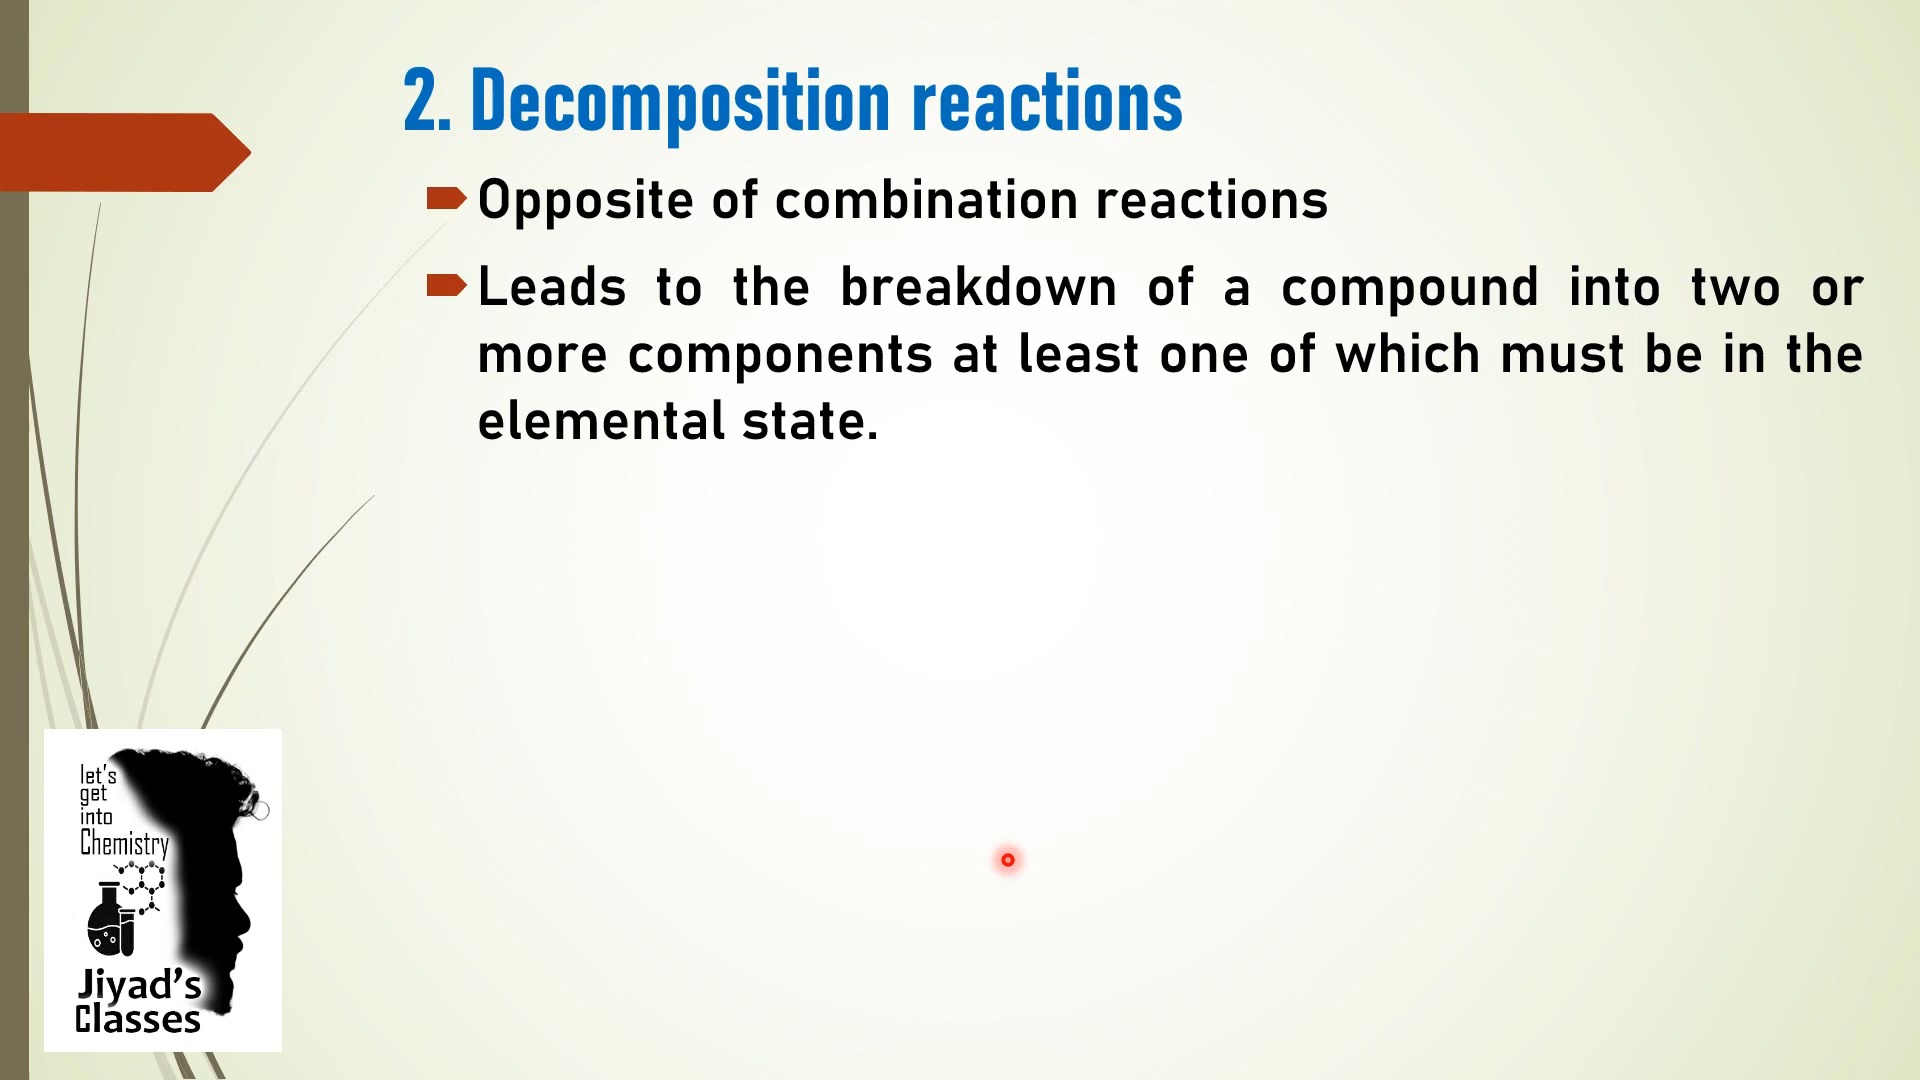 2. Decomposition reactions
Opposite of combination reactions
Leads to the breakdown of a compound into two or
more components at least one of which must be in the
elemental state.
let's
get
into
Chemistry
Jiyad's
Classes